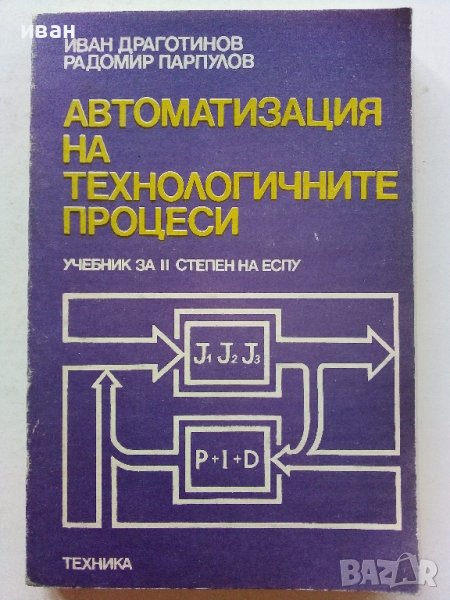 иван
ИВАН ДРАГОТИНОВ
РАДОМИР ПАРПУЛОВ
АВТОМАТИЗАЦИЯ
НА
ТЕХНОЛОГИЧНИТЕ
ПРОЦЕСИ
УЧЕБНИК ЗА II СТЕПЕН НА ЕСПУ
J1 J2 J3
P+I+D
ТЕХНИКА
BAZAR